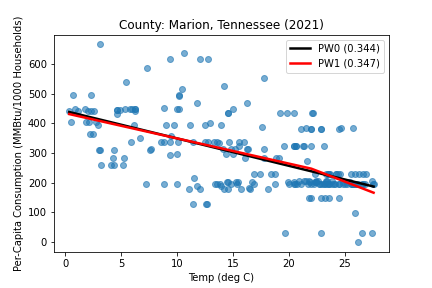 County: Marion, Tennessee (2021)
PW0 (0.344)
PW1 (0.347)
Per-Capita Consumption (MMBtu/1000 Households)
600
500
400
300
200
100
0
0 5 10 15 20 25
Temp (deg C)